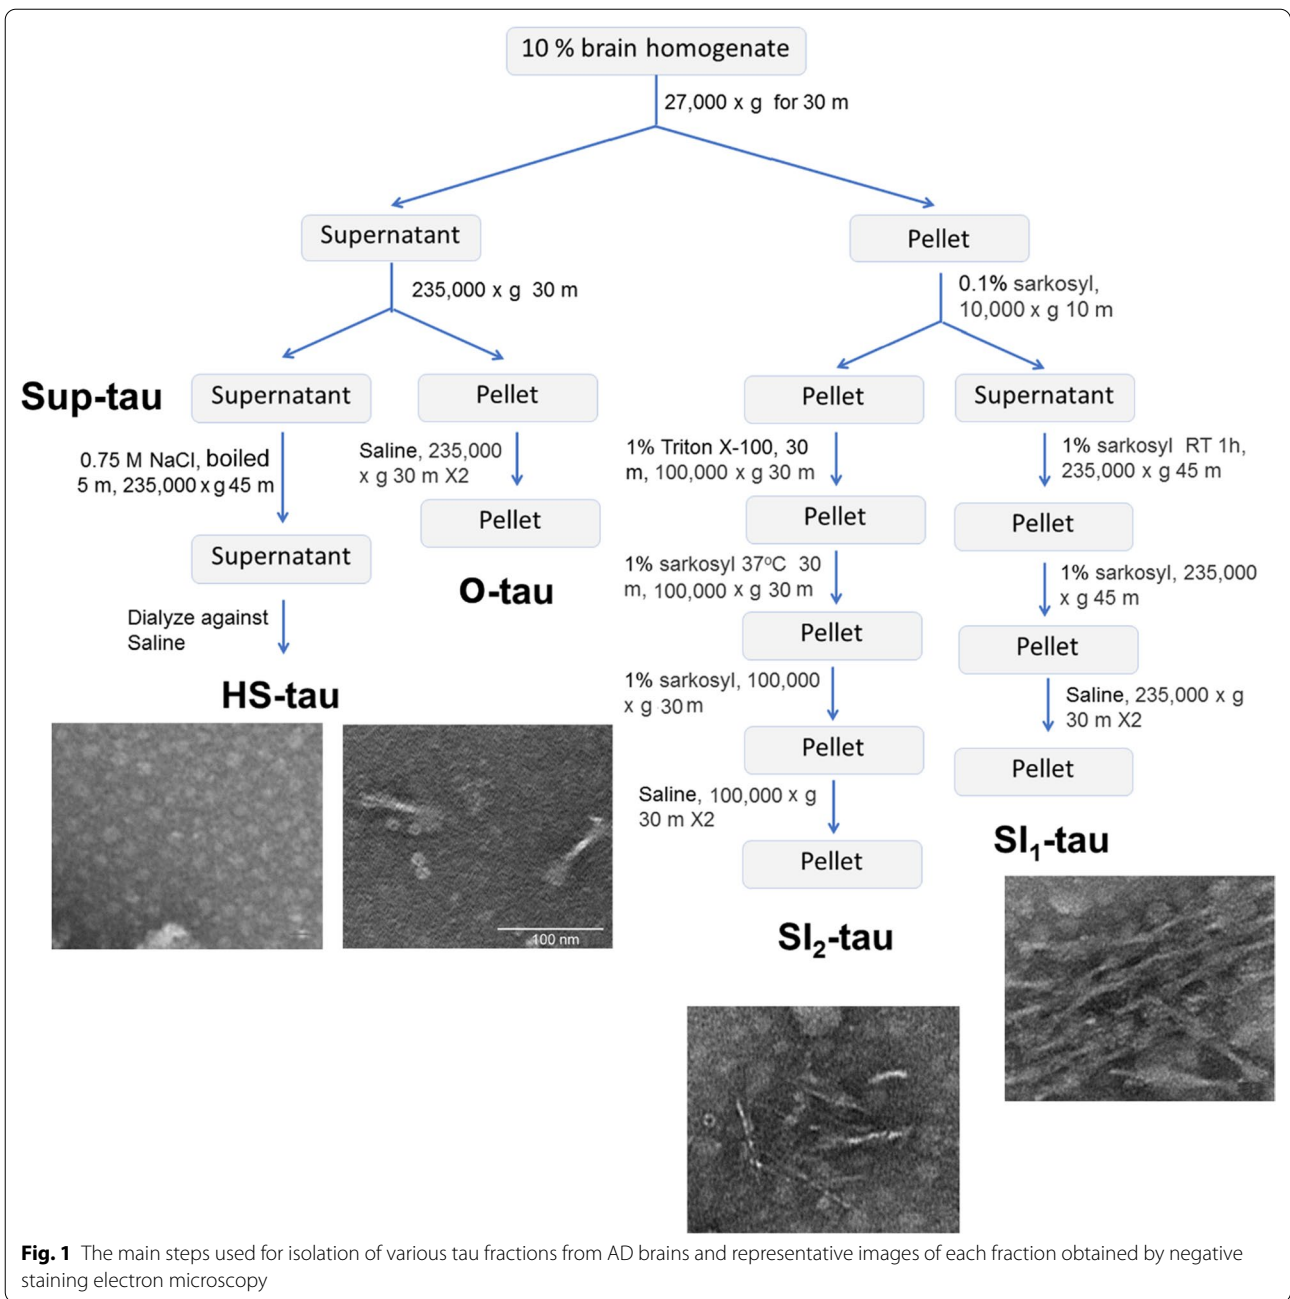 10 % brain homogenate
27,000 x g for 30 m
Supernatant
Pellet
235,000 x g 30 m
0.1% sarkosyl,
10,000 x g 10 m
Sup-tau
Supernatant
Pellet
Pellet
Supernatant
0.75 M NaCl, boiled
5 m, 235,000 x g 45 m
Saline, 235,000
x g 30 m X2
1% Triton X-100, 30
m, 100,000 x g 30 m
1% sarkosyl RT 1h,
235,000 x g 45 m
Supernatant
Pellet
Pellet
Pellet
Dialyze against
Saline
O-tau
1% sarkosyl 37ºC 30
m, 100,000 x g 30 m
1% sarkosyl, 235,000
x g 45 m
Pellet
Pellet
HS-tau
1% sarkosyl, 100,000
x g 30 m
Saline, 235,000 x g
30 m X2
Pellet
Pellet
Saline, 100,000 x g
30 m X2
SI₁-tau
Pellet
100 nm
SI₂-tau
Fig. 1 The main steps used for isolation of various tau fractions from AD brains and representative images of each fraction obtained by negative
staining electron microscopy